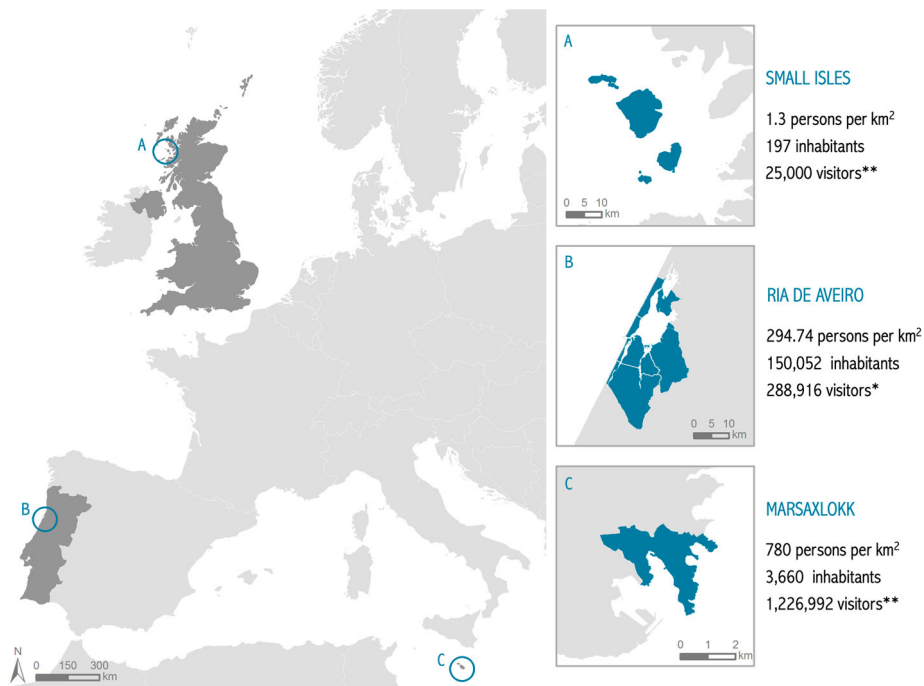 A
B
C
N
0 150 300
km
A
0 5 10
km
SMALL ISLES
1.3 persons per km²
197 inhabitants
25,000 visitors**
B
0 5 10
km
RIA DE AVEIRO
294.74 persons per km²
150,052 inhabitants
288,916 visitors*
C
0 1 2
km
MARSAXLOKK
780 persons per km²
3,660 inhabitants
1,226,992 visitors**